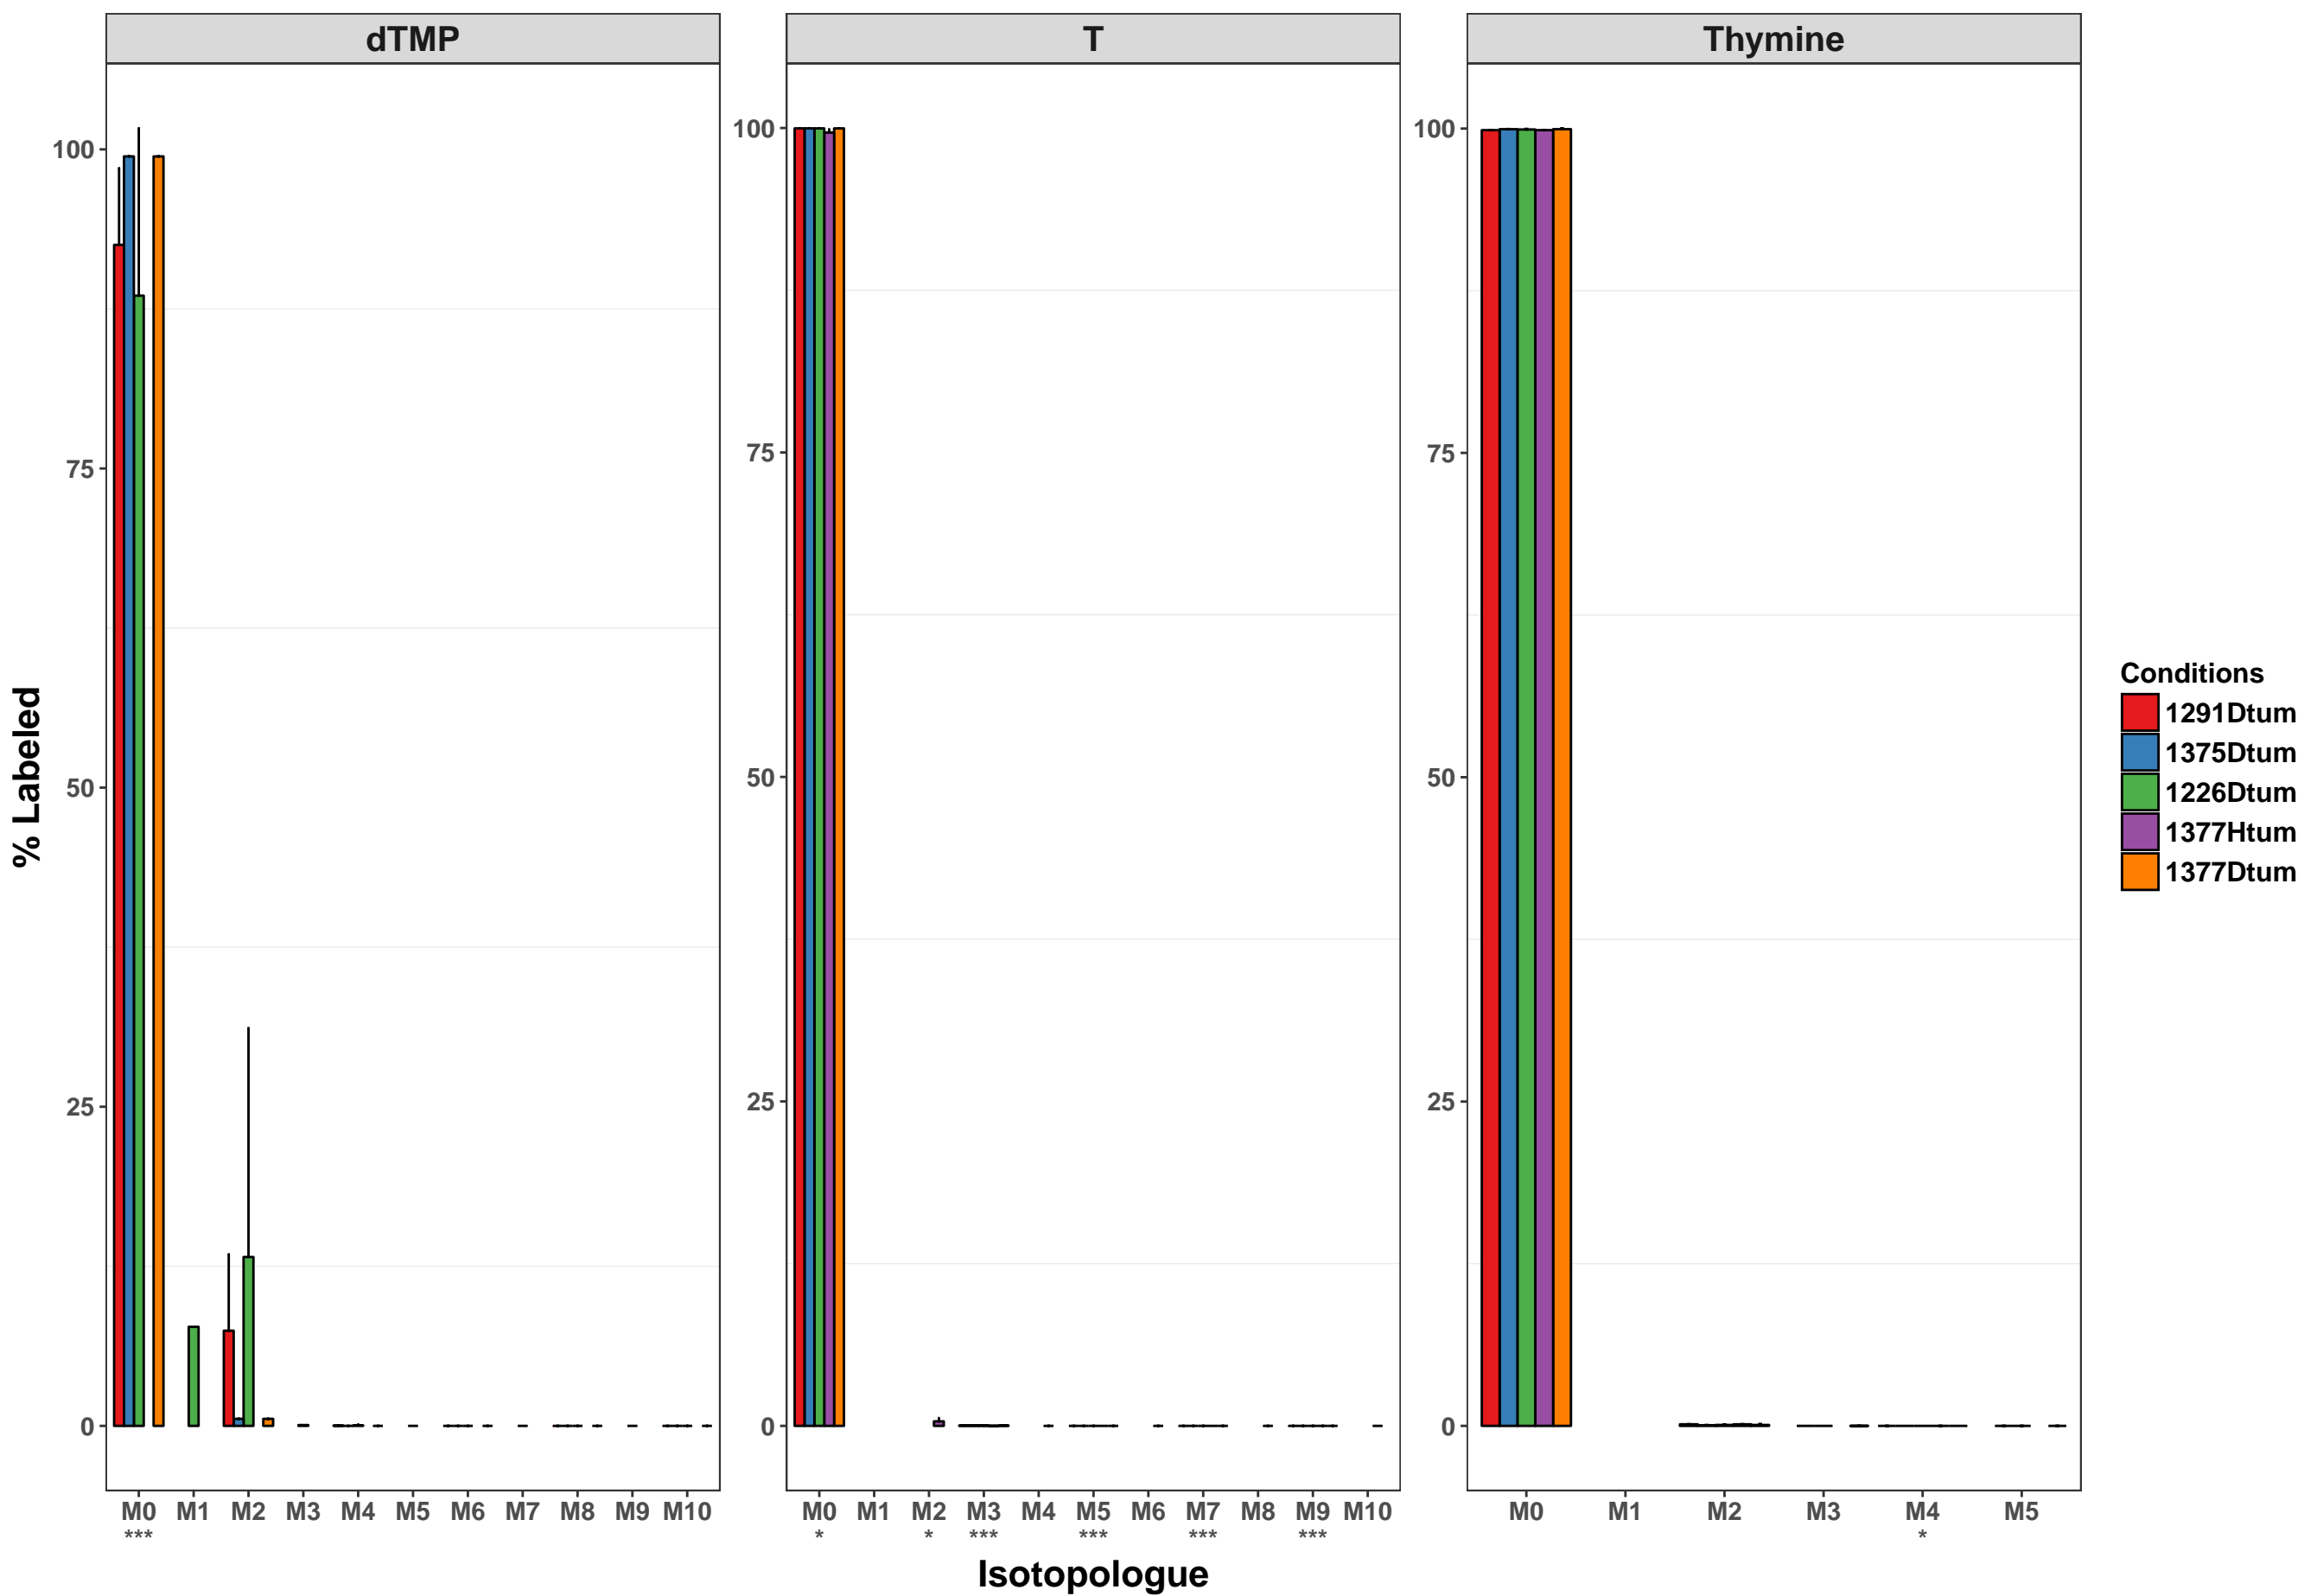 dTMP T Thymine
% Labeled
100
75
50
25
0
M0 M1 M2 M3 M4 M5 M6 M7 M8 M9 M10
***
100
75
50
25
0
M0 M1 M2 M3 M4 M5 M6 M7 M8 M9 M10
* * *** *** *** ***
100
75
50
25
0
M0 M1 M2 M3 M4 M5
*
Isotopologue
Conditions
1291Dtum
1375Dtum
1226Dtum
1377Htum
1377Dtum